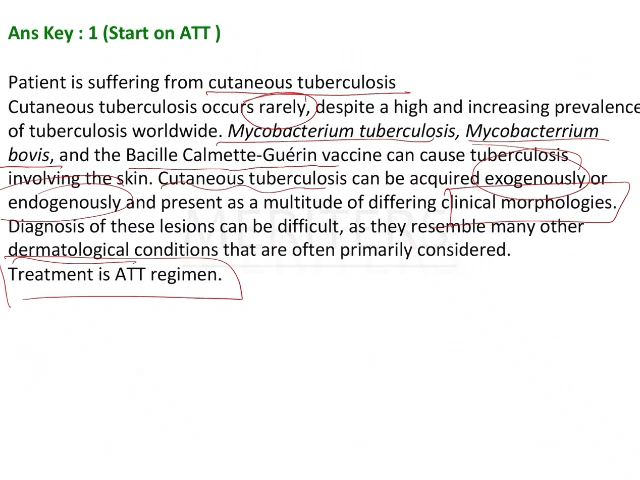 Ans Key : 1 (Start on ATT )
Patient is suffering from cutaneous tuberculosis
Cutaneous tuberculosis occurs rarely, despite a high and increasing prevalence
of tuberculosis worldwide. Mycobacterium tuberculosis, Mycobacterrium
bovis, and the Bacille Calmette-Guérin vaccine can cause tuberculosis
involving the skin. Cutaneous tuberculosis can be acquired exogenously or
endogenously and present as a multitude of differing clinical morphologies.
Diagnosis of these lesions can be difficult, as they resemble many other
dermatological conditions that are often primarily considered.
Treatment is ATT regimen.